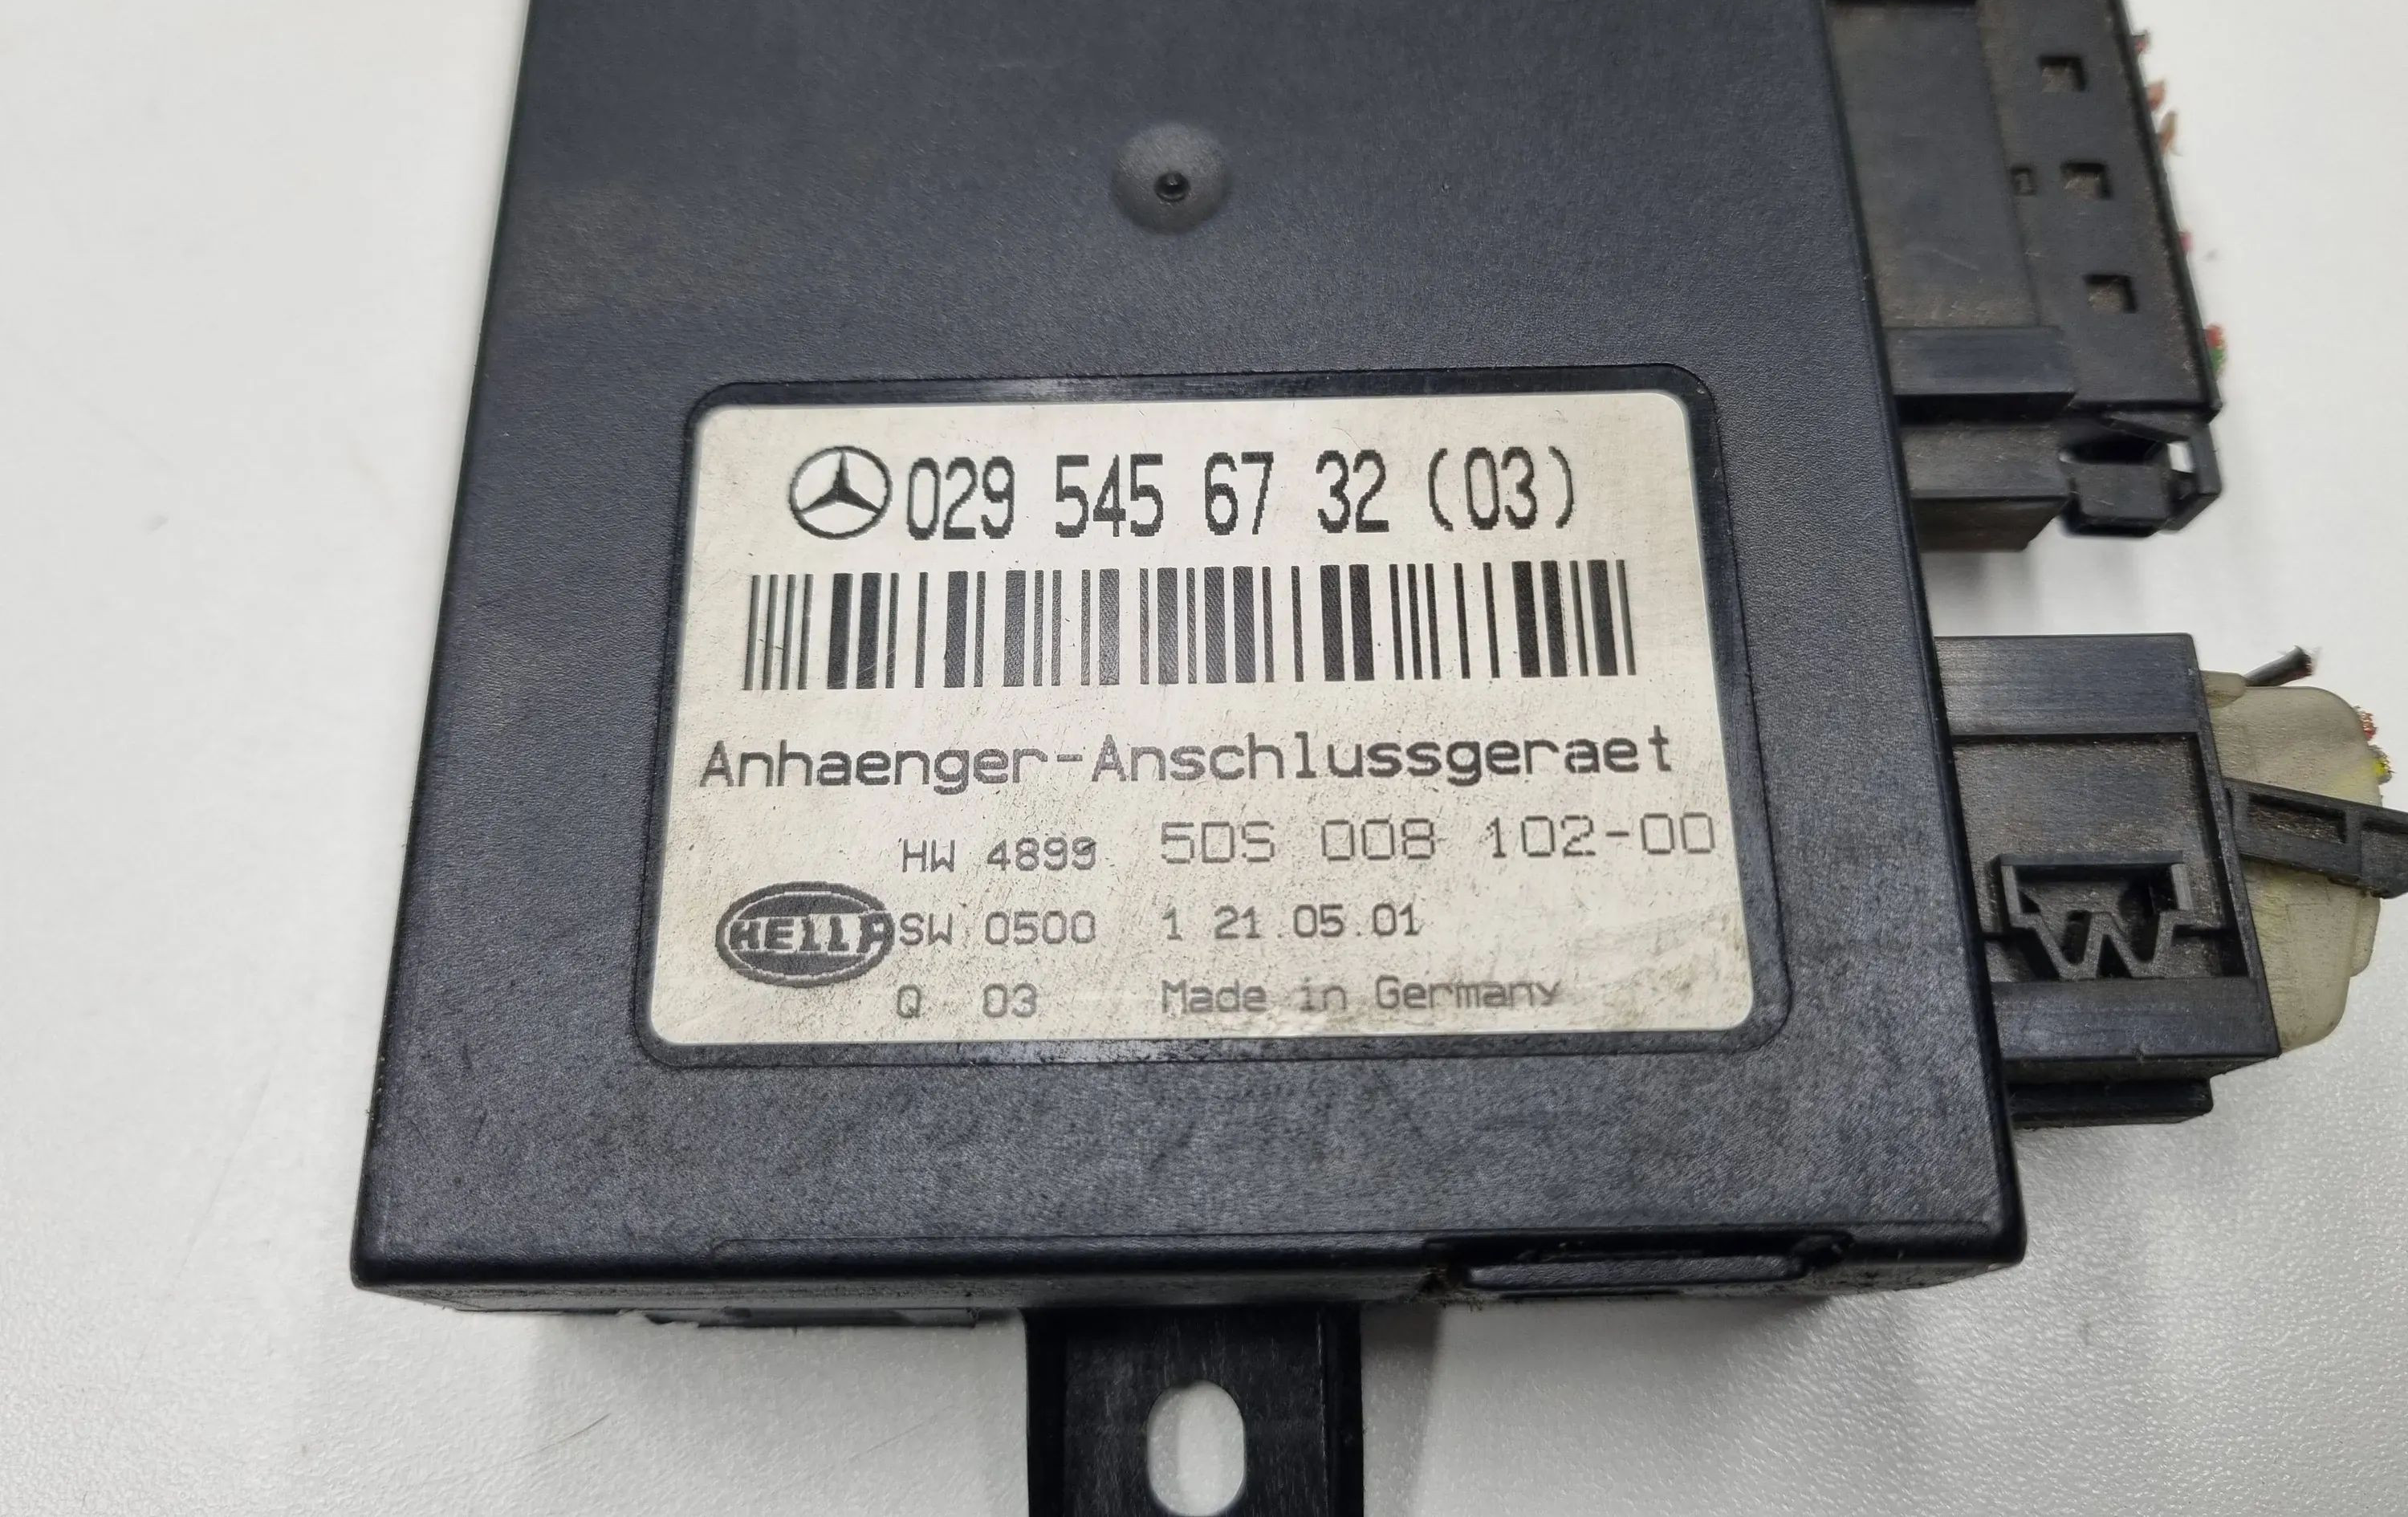 029 545 67 32 (03)
Anhaenger-Anschlussgeraet
HW 4899 5DS 008 102-00
HELLA SW 0500 1 21.05.01
Q 03 Made in Germany